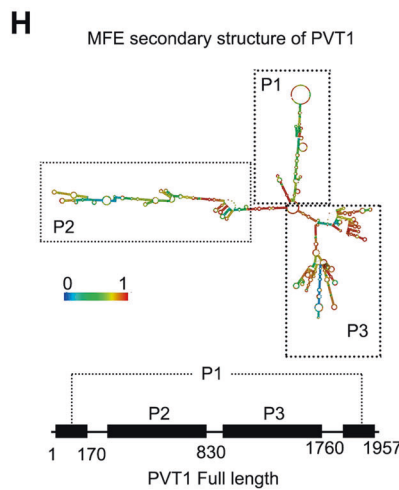 H
MFE secondary structure of PVT1
P1
P2
0 1
P3
P1
P2 P3
1 170 830 1760 1957
PVT1 Full length